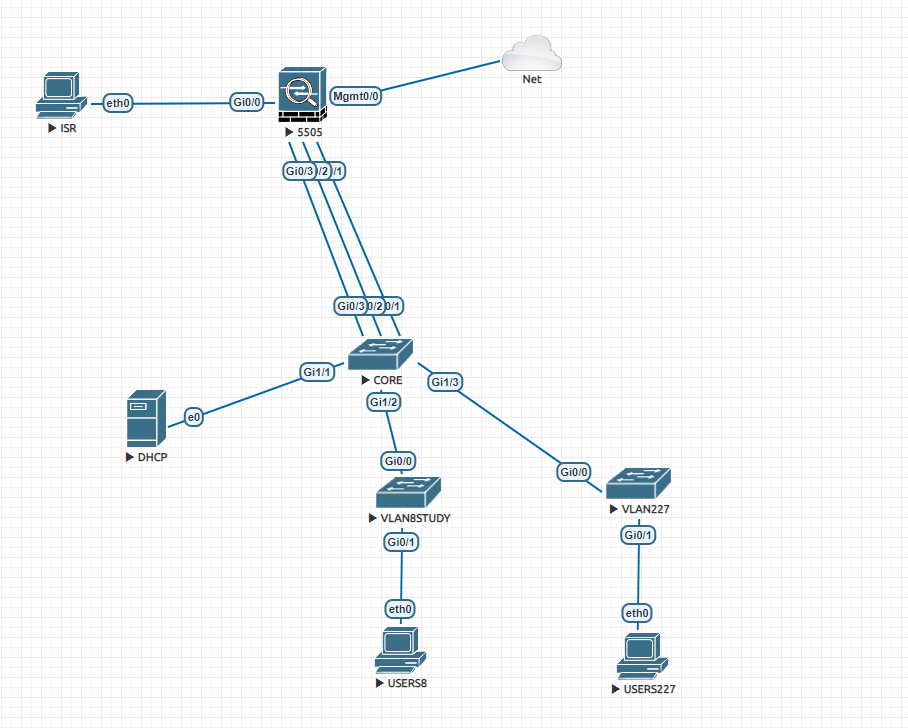 Net
Mgmt0/0
eth0
Gi0/0
ISR
5505
Gi0/3
/2
/1
Gi0/3
0/2
0/1
Gi1/1
CORE
Gi1/3
Gi1/2
e0
DHCP
Gi0/0
Gi0/0
VLAN8STUDY
VLAN227
Gi0/1
Gi0/1
eth0
eth0
USERS8
USERS227